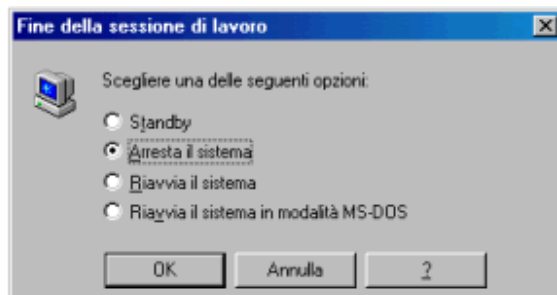 Fine della sessione di lavoro
Scegliere una delle seguenti opzioni:
Standby
Arresta il sistema
Riavvia il sistema
Riavvia il sistema in modalità MS-DOS
OK Annulla ?